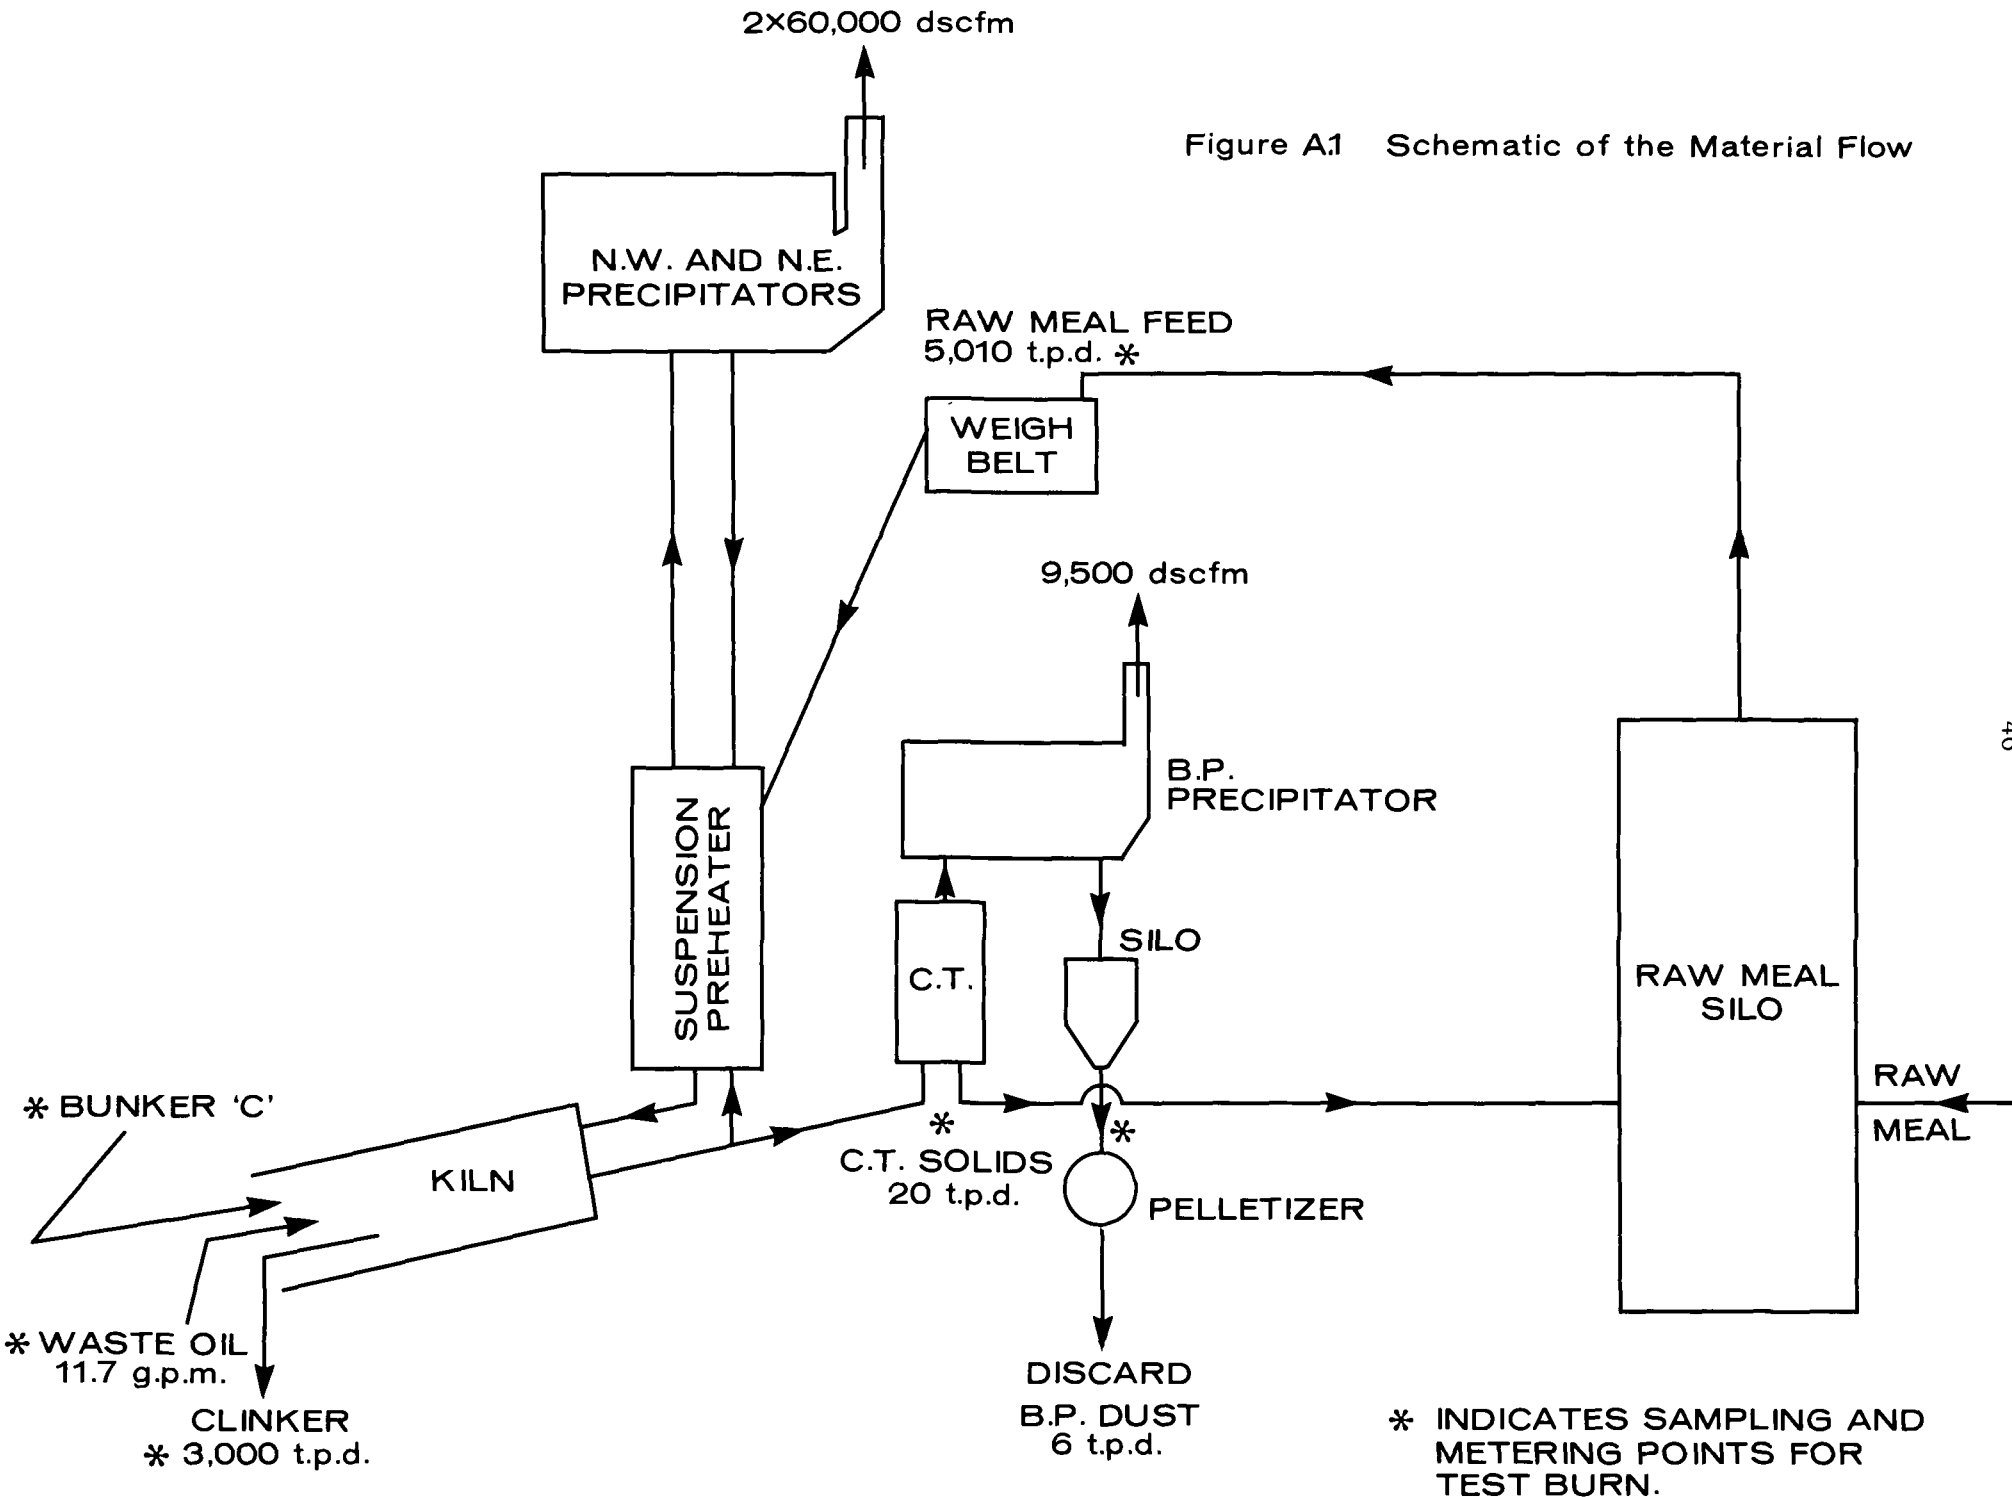 2×60,000 dscfm
Figure A.1 Schematic of the Material Flow
N.W. AND N.E.
PRECIPITATORS
RAW MEAL FEED
5,010 t.p.d. *
WEIGH
BELT
9,500 dscfm
B.P.
PRECIPITATOR
SUSPENSION
PREHEATER
SILO
C.T.
RAW MEAL
SILO
RAW
MEAL
* BUNKER 'C'
KILN
*
C.T. SOLIDS
20 t.p.d.
*
PELLETIZER
* WASTE OIL
11.7 g.p.m.
CLINKER
* 3,000 t.p.d.
DISCARD
B.P. DUST
6 t.p.d.
* INDICATES SAMPLING AND
METERING POINTS FOR
TEST BURN.